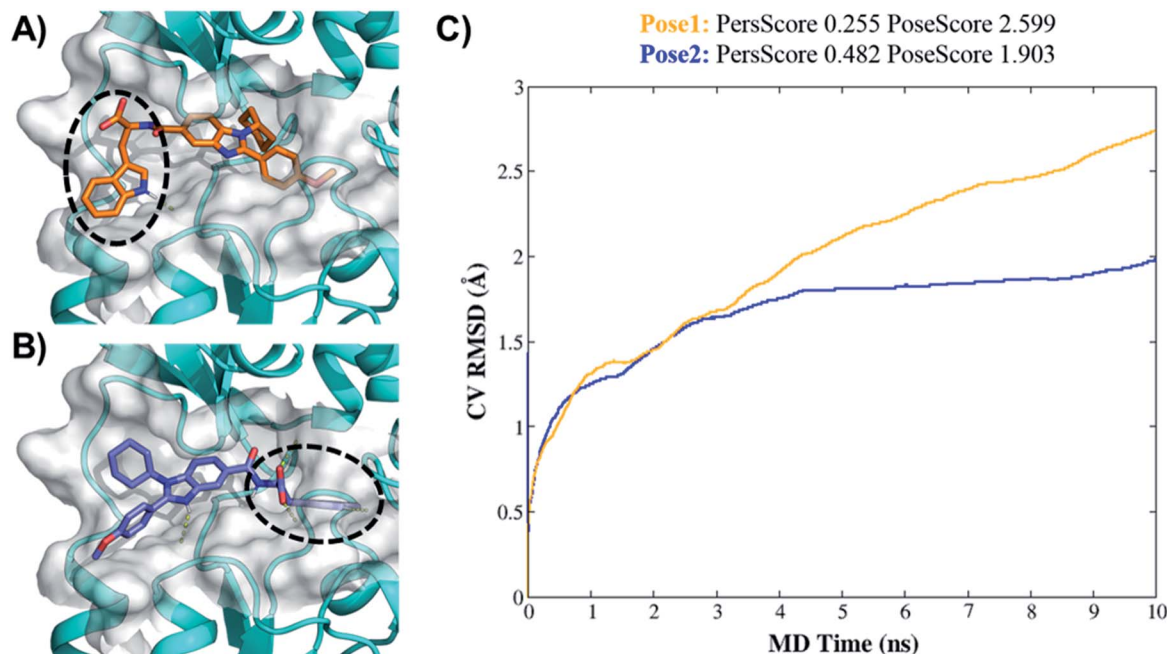 A)
B)
C)
Pose1: PersScore 0.255 PoseScore 2.599
Pose2: PersScore 0.482 PoseScore 1.903
3
2.5
2
1.5
1
0.5
0
CV RMSD (Å)
0 1 2 3 4 5 6 7 8 9 10
MD Time (ns)